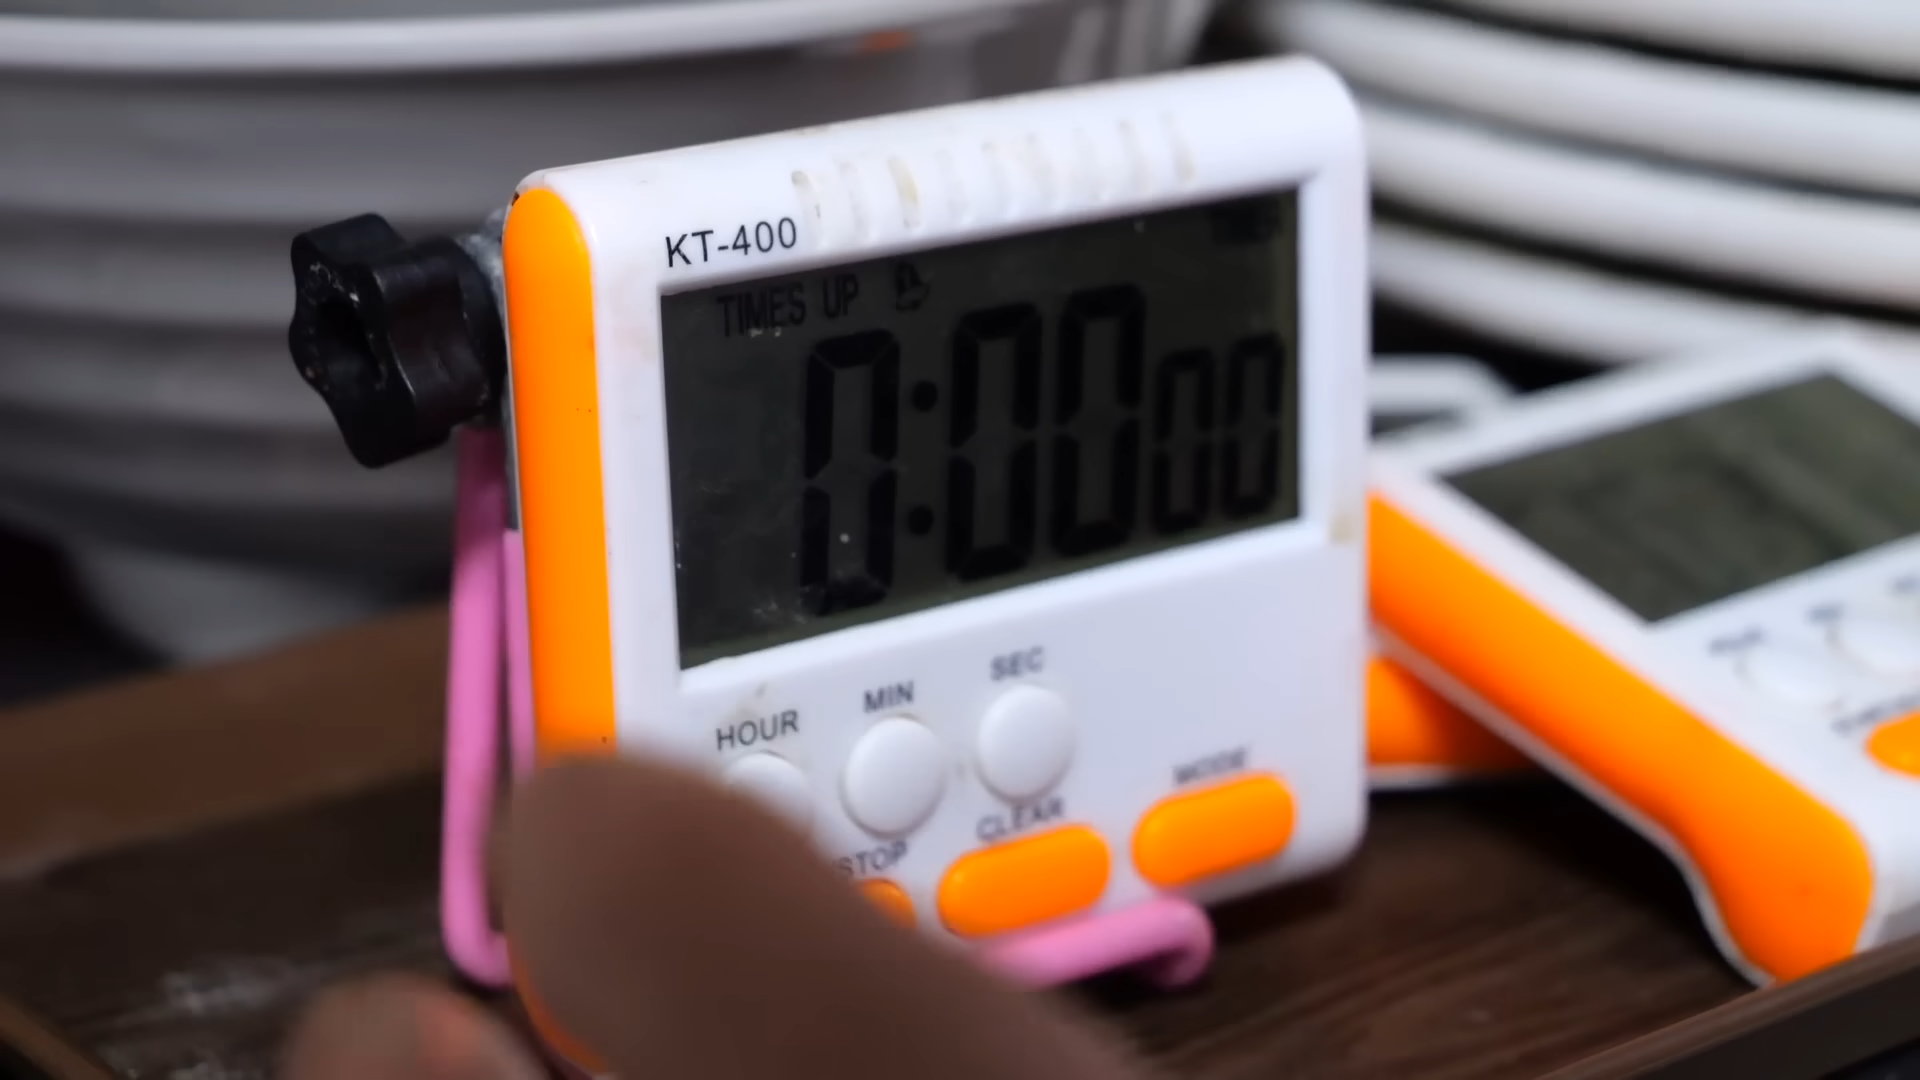 KT-400
TIMES UP
0:00 00
HOUR MIN SEC
STOP CLEAR MODE